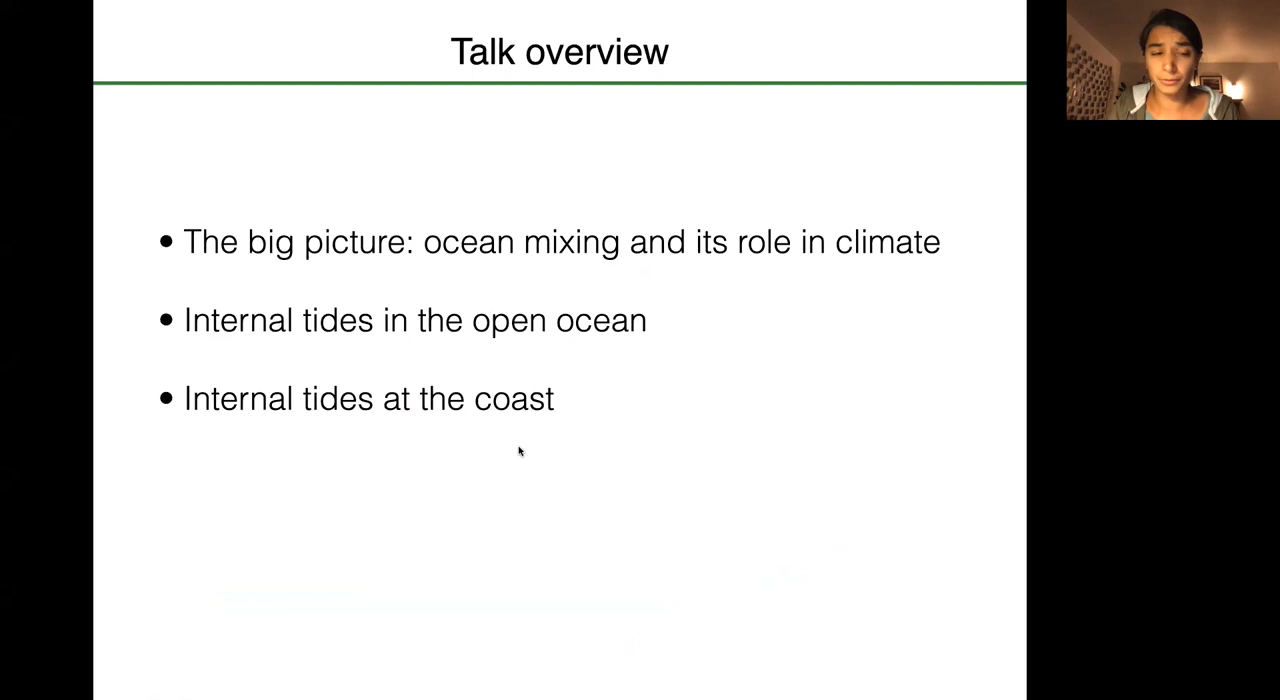 Talk overview
• The big picture: ocean mixing and its role in climate
• Internal tides in the open ocean
• Internal tides at the coast